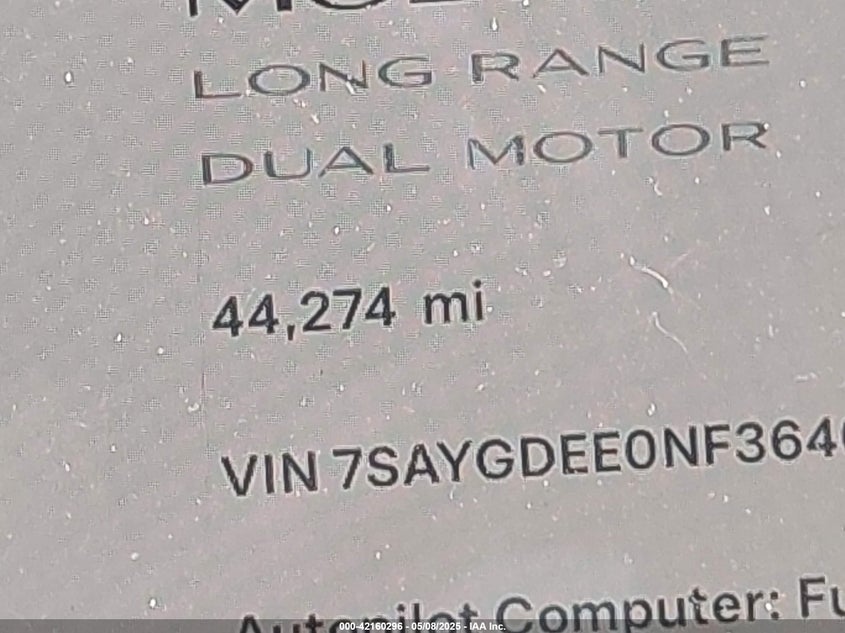 LONG RANGE
DUAL MOTOR
44,274 mi
VIN 7SAYGDEE0NF364
Autopilot Computer: Fu
000-42160296 - 05/08/2025 - IAA Inc.